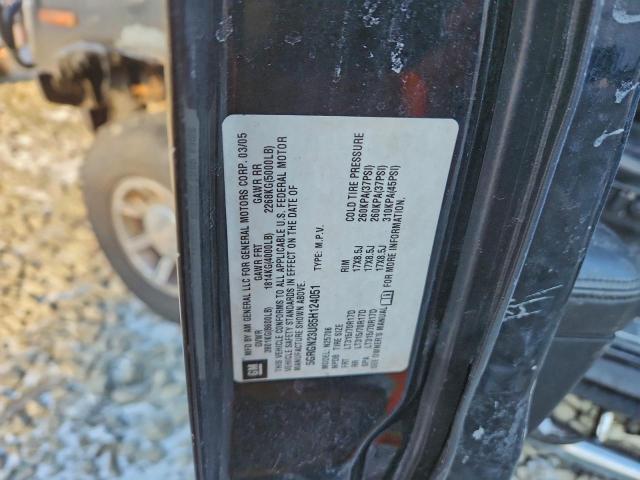 GM
MFD BY AM GENERAL LLC FOR GENERAL MOTORS CORP. 03/05
GVWR GAWR FRT GAWR RR
3901KG(8600LB) 1814KG(4000LB) 2268KG(5000LB)
THIS VEHICLE CONFORMS TO ALL APPLICABLE U.S. FEDERAL MOTOR
VEHICLE SAFETY STANDARDS IN EFFECT ON THE DATE OF
MANUFACTURE SHOWN ABOVE.
5GRGN23U85H124051 TYPE: M.P.V.
MODEL: N25706
TIRE SIZE RIM COLD TIRE PRESSURE
FRT LT315/70R17D 17X8.5J 260KPA(37PSI)
RR LT315/70R17D 17X8.5J 260KPA(37PSI)
SPA LT315/70R17D 17X8.5J 310KPA(45PSI)
SEE OWNER'S MANUAL FOR MORE INFORMATION.